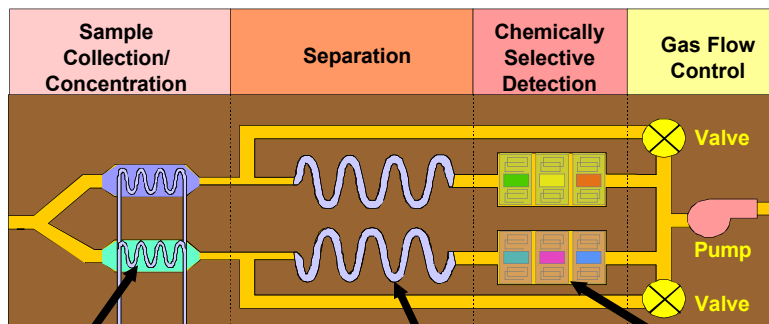 Sample
Collection/
Concentration
Separation
Chemically
Selective
Detection
Gas Flow
Control
Valve
Pump
Valve